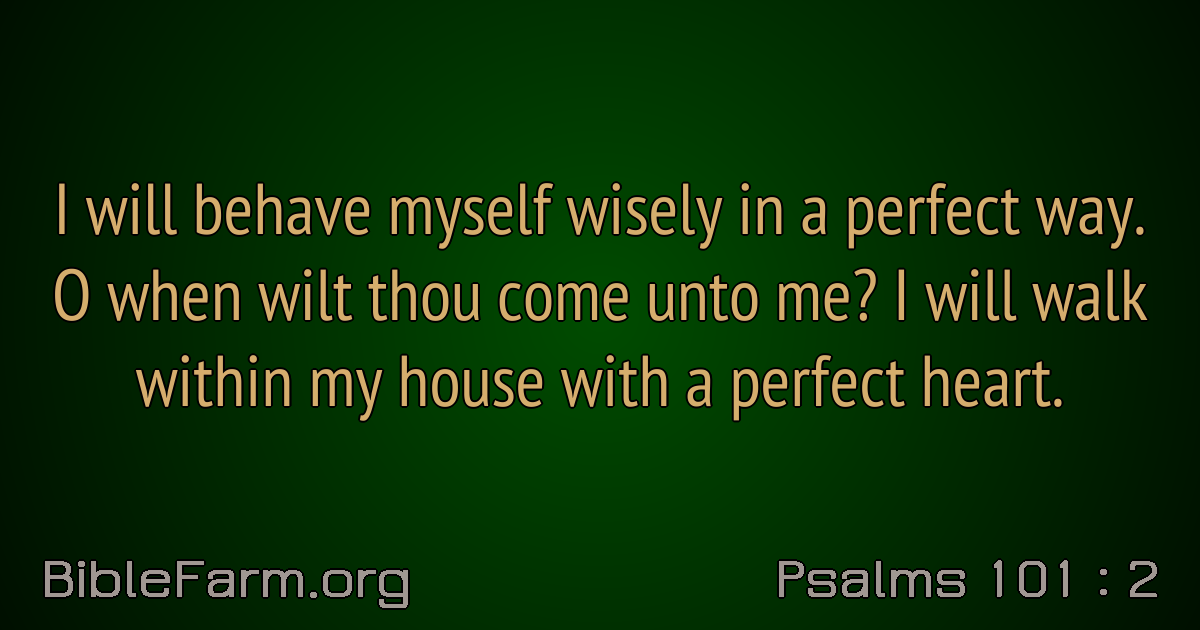 I will behave myself wisely in a perfect way.
O when wilt thou come unto me? I will walk
within my house with a perfect heart.
BibleFarm.org
Psalms 101 : 2